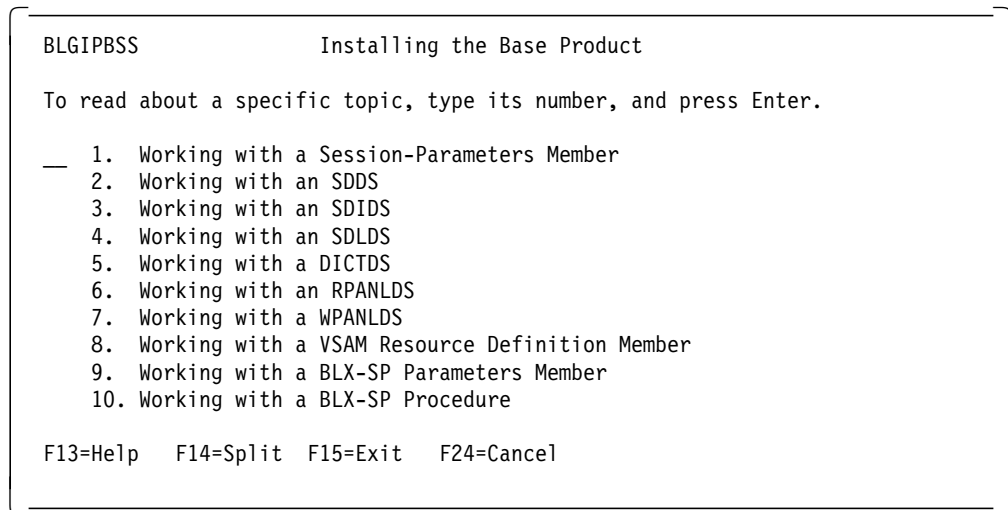 BLGIPBSS Installing the Base Product
To read about a specific topic, type its number, and press Enter.
__ 1. Working with a Session-Parameters Member
2. Working with an SDDS
3. Working with an SDIDS
4. Working with an SDLDS
5. Working with a DICTDS
6. Working with an RPANLDS
7. Working with a WPANLDS
8. Working with a VSAM Resource Definition Member
9. Working with a BLX-SP Parameters Member
10. Working with a BLX-SP Procedure
F13=Help F14=Split F15=Exit F24=Cancel